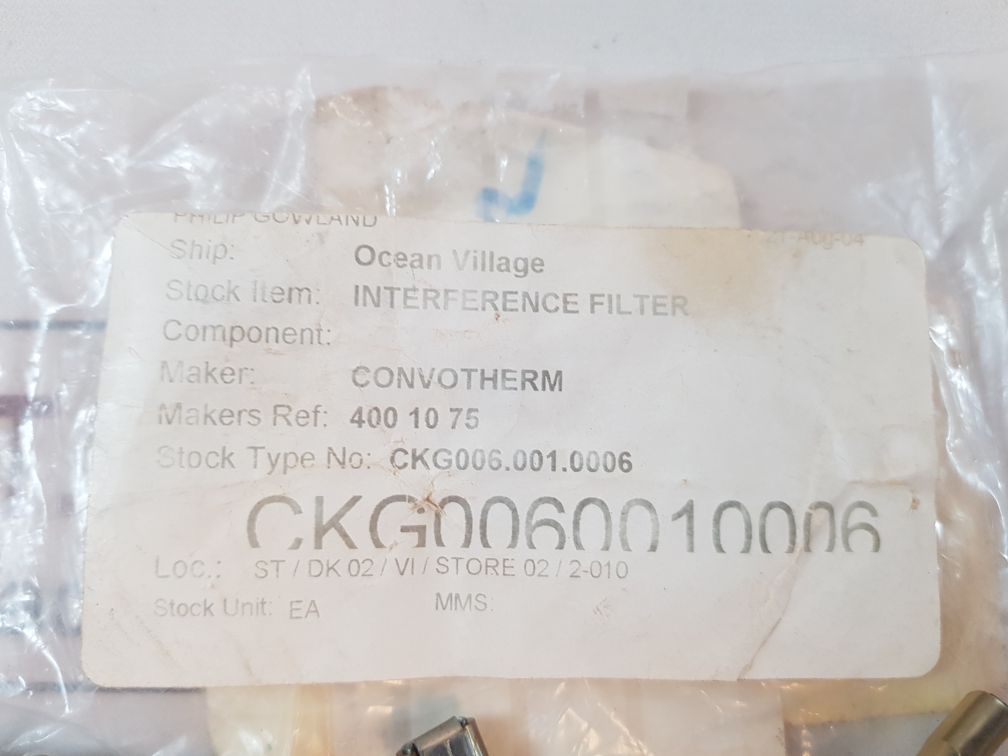 PHILIP GOWLAND
Ship: Ocean Village
Stock Item: INTERFERENCE FILTER
Component:
Maker: CONVOTHERM
Makers Ref: 400 10 75
Stock Type No: CKG006.001.0006
CKG0060010006
Loc.: ST / DK 02 / VI / STORE 02 / 2-010
Stock Unit: EA MMS: